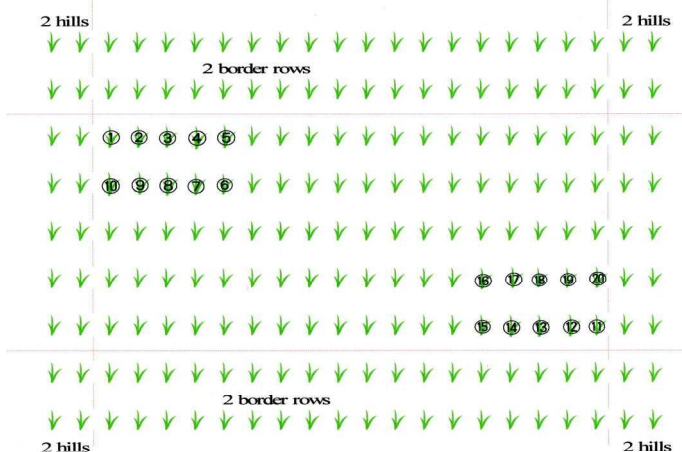 2 hills 2 hills
2 border rows
① ② ③ ④ ⑤
⑩ ⑨ ⑧ ⑦ ⑥
⑯ ⑰ ⑱ ⑲ ⑳
⑮ ⑭ ⑬ ⑫ ⑪
2 border rows
2 hills 2 hills